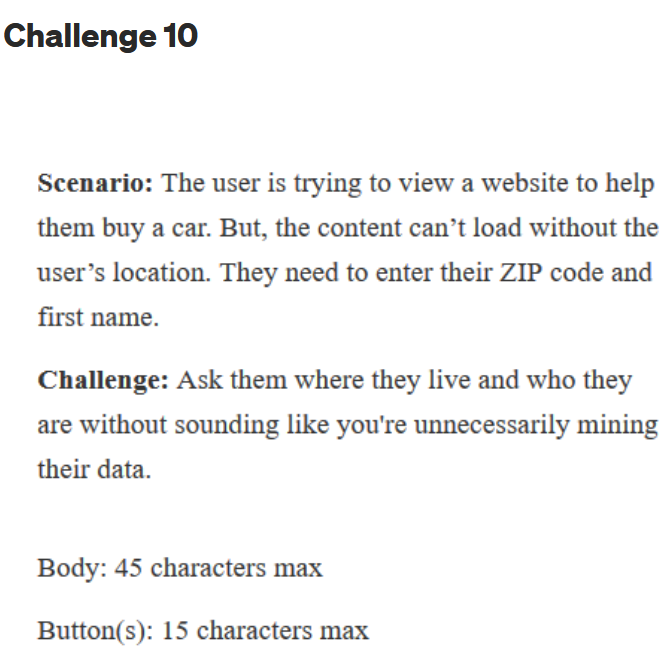 Challenge 10
Scenario: The user is trying to view a website to help
them buy a car. But, the content can’t load without the
user’s location. They need to enter their ZIP code and
first name.
Challenge: Ask them where they live and who they
are without sounding like you're unnecessarily mining
their data.
Body: 45 characters max
Button(s): 15 characters max